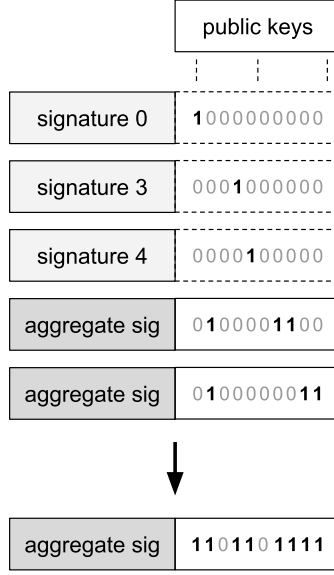 public keys
signature 0 1000000000
signature 3 0001000000
signature 4 0000100000
aggregate sig 0100001100
aggregate sig 0100000011
aggregate sig 1101101111